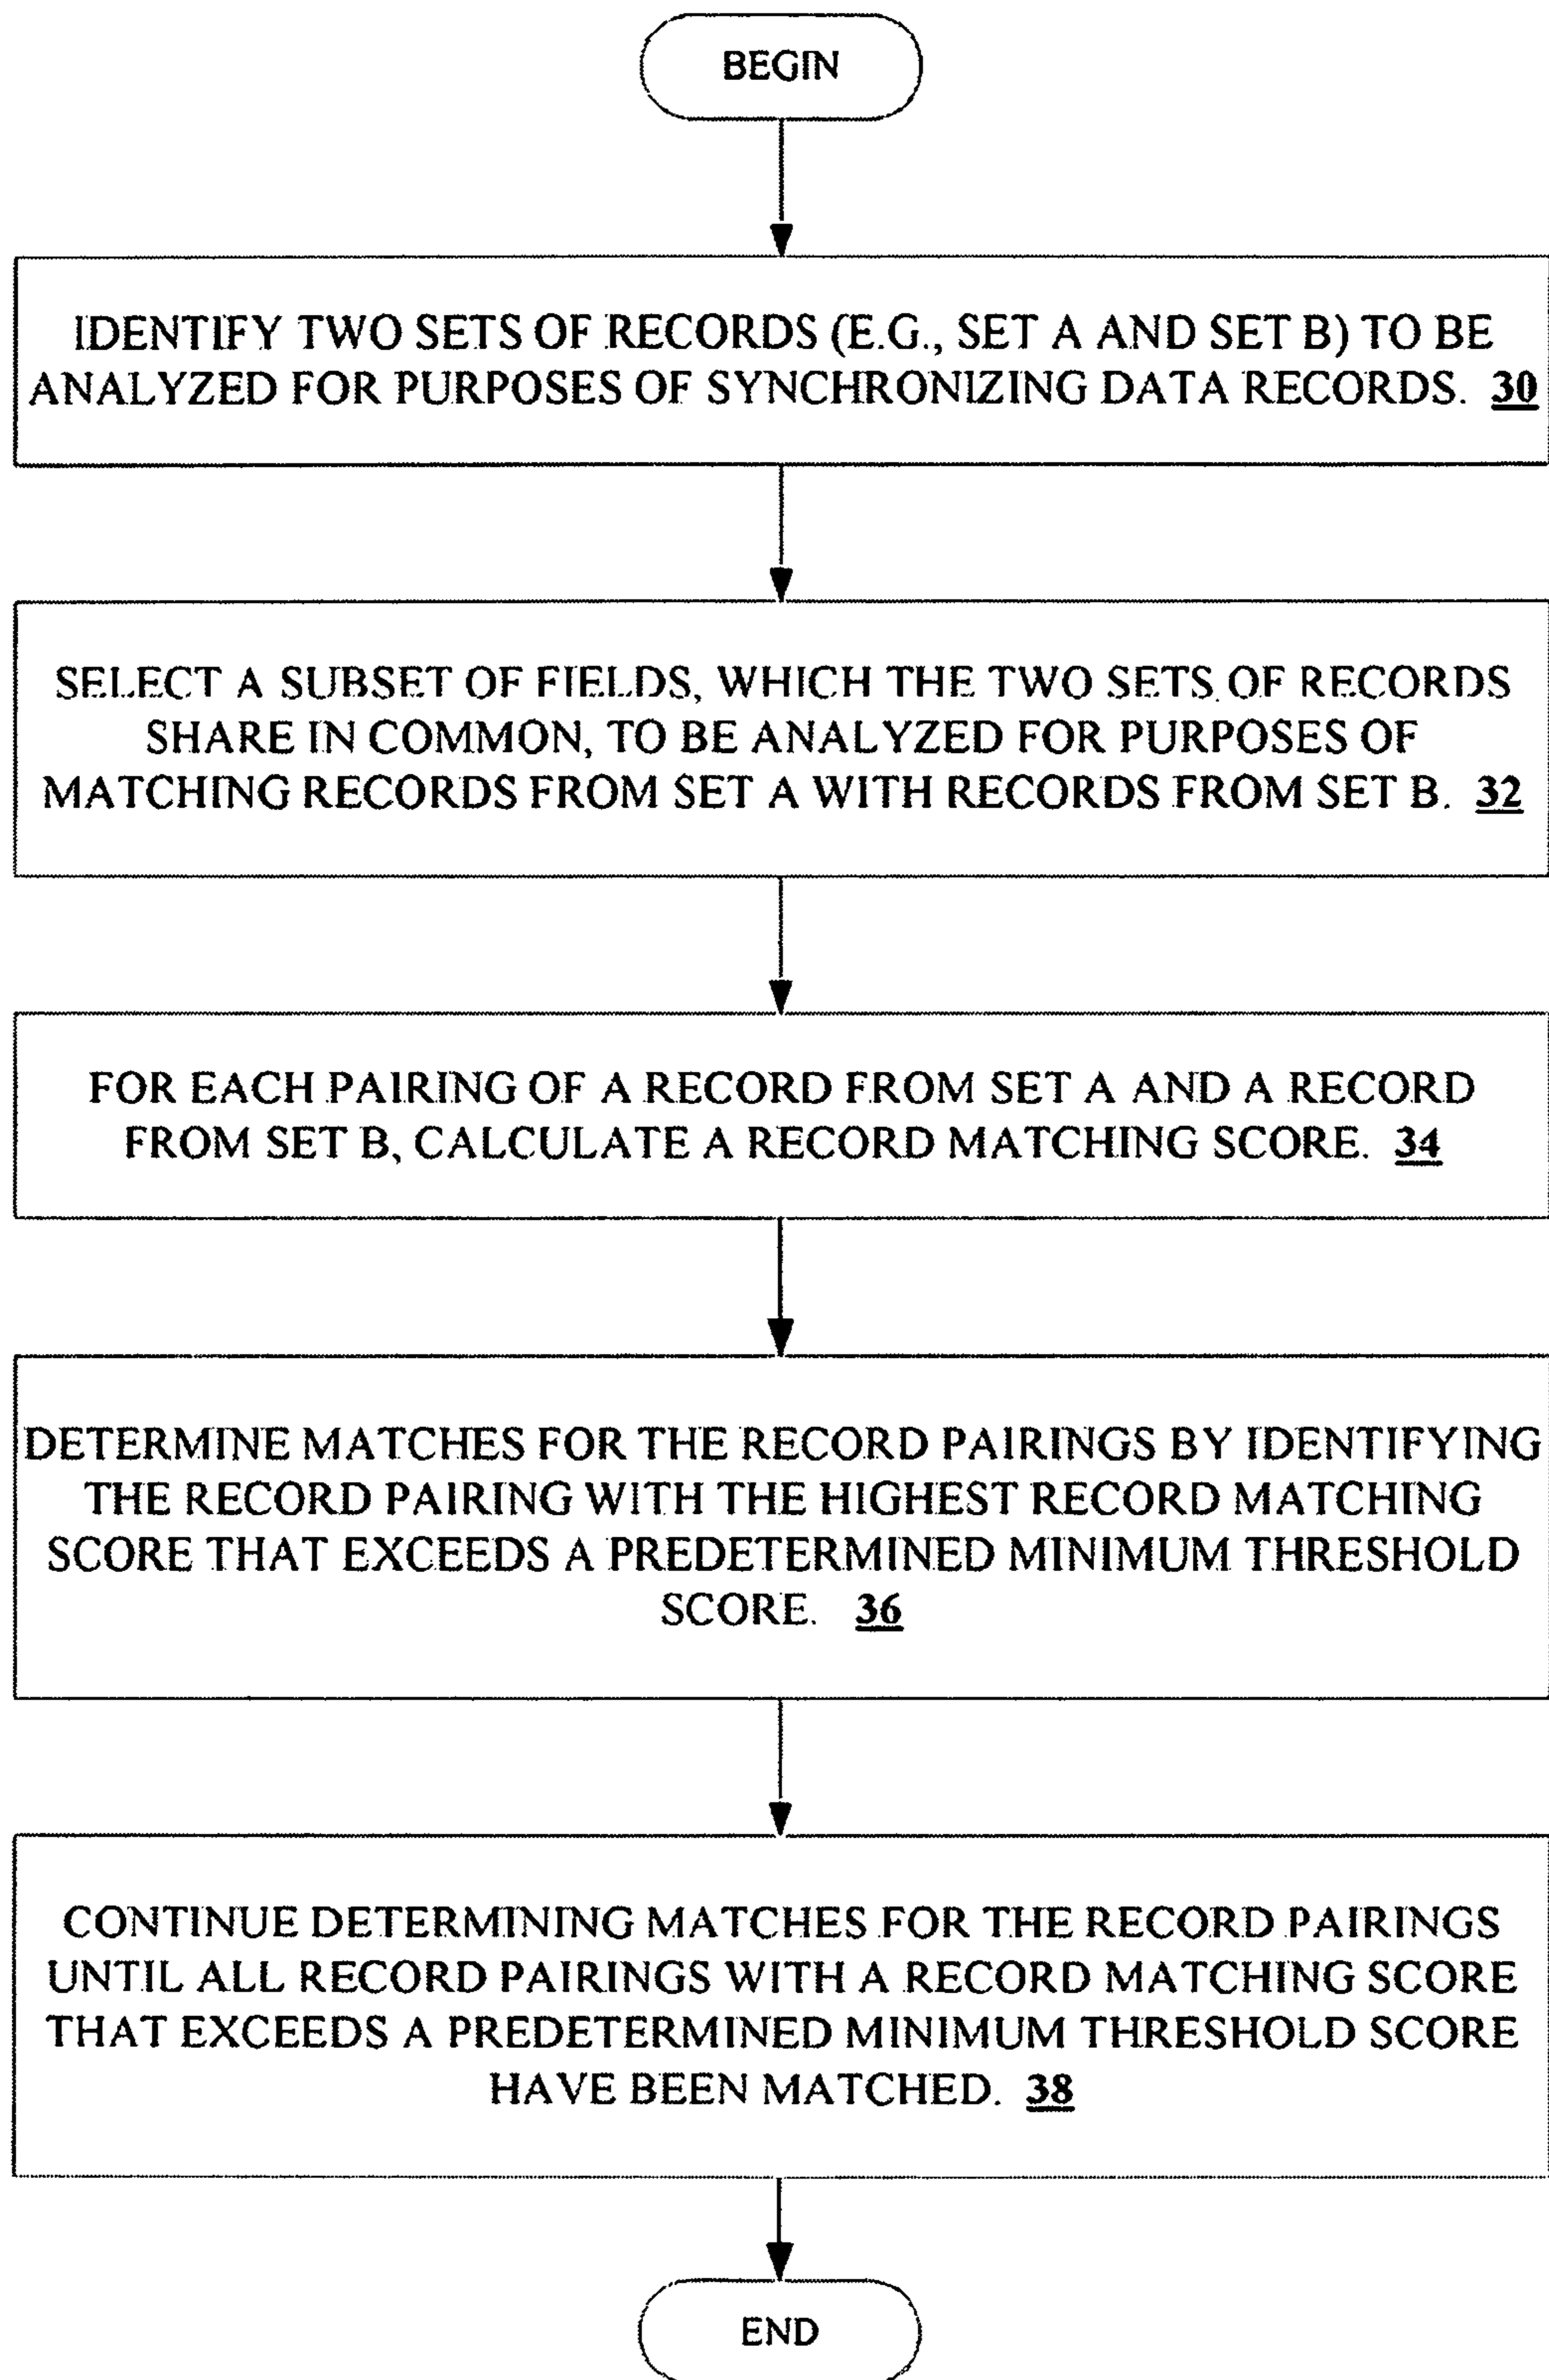 BEGIN
IDENTIFY TWO SETS OF RECORDS (E.G., SET A AND SET B) TO BE
ANALYZED FOR PURPOSES OF SYNCHRONIZING DATA RECORDS. 30
SELECT A SUBSET OF FIELDS, WHICH THE TWO SETS OF RECORDS
SHARE IN COMMON, TO BE ANALYZED FOR PURPOSES OF
MATCHING RECORDS FROM SET A WITH RECORDS FROM SET B. 32
FOR EACH PAIRING OF A RECORD FROM SET A AND A RECORD
FROM SET B, CALCULATE A RECORD MATCHING SCORE. 34
DETERMINE MATCHES FOR THE RECORD PAIRINGS BY IDENTIFYING
THE RECORD PAIRING WITH THE HIGHEST RECORD MATCHING
SCORE THAT EXCEEDS A PREDETERMINED MINIMUM THRESHOLD
SCORE. 36
CONTINUE DETERMINING MATCHES FOR THE RECORD PAIRINGS
UNTIL ALL RECORD PAIRINGS WITH A RECORD MATCHING SCORE
THAT EXCEEDS A PREDETERMINED MINIMUM THRESHOLD SCORE
HAVE BEEN MATCHED. 38
END